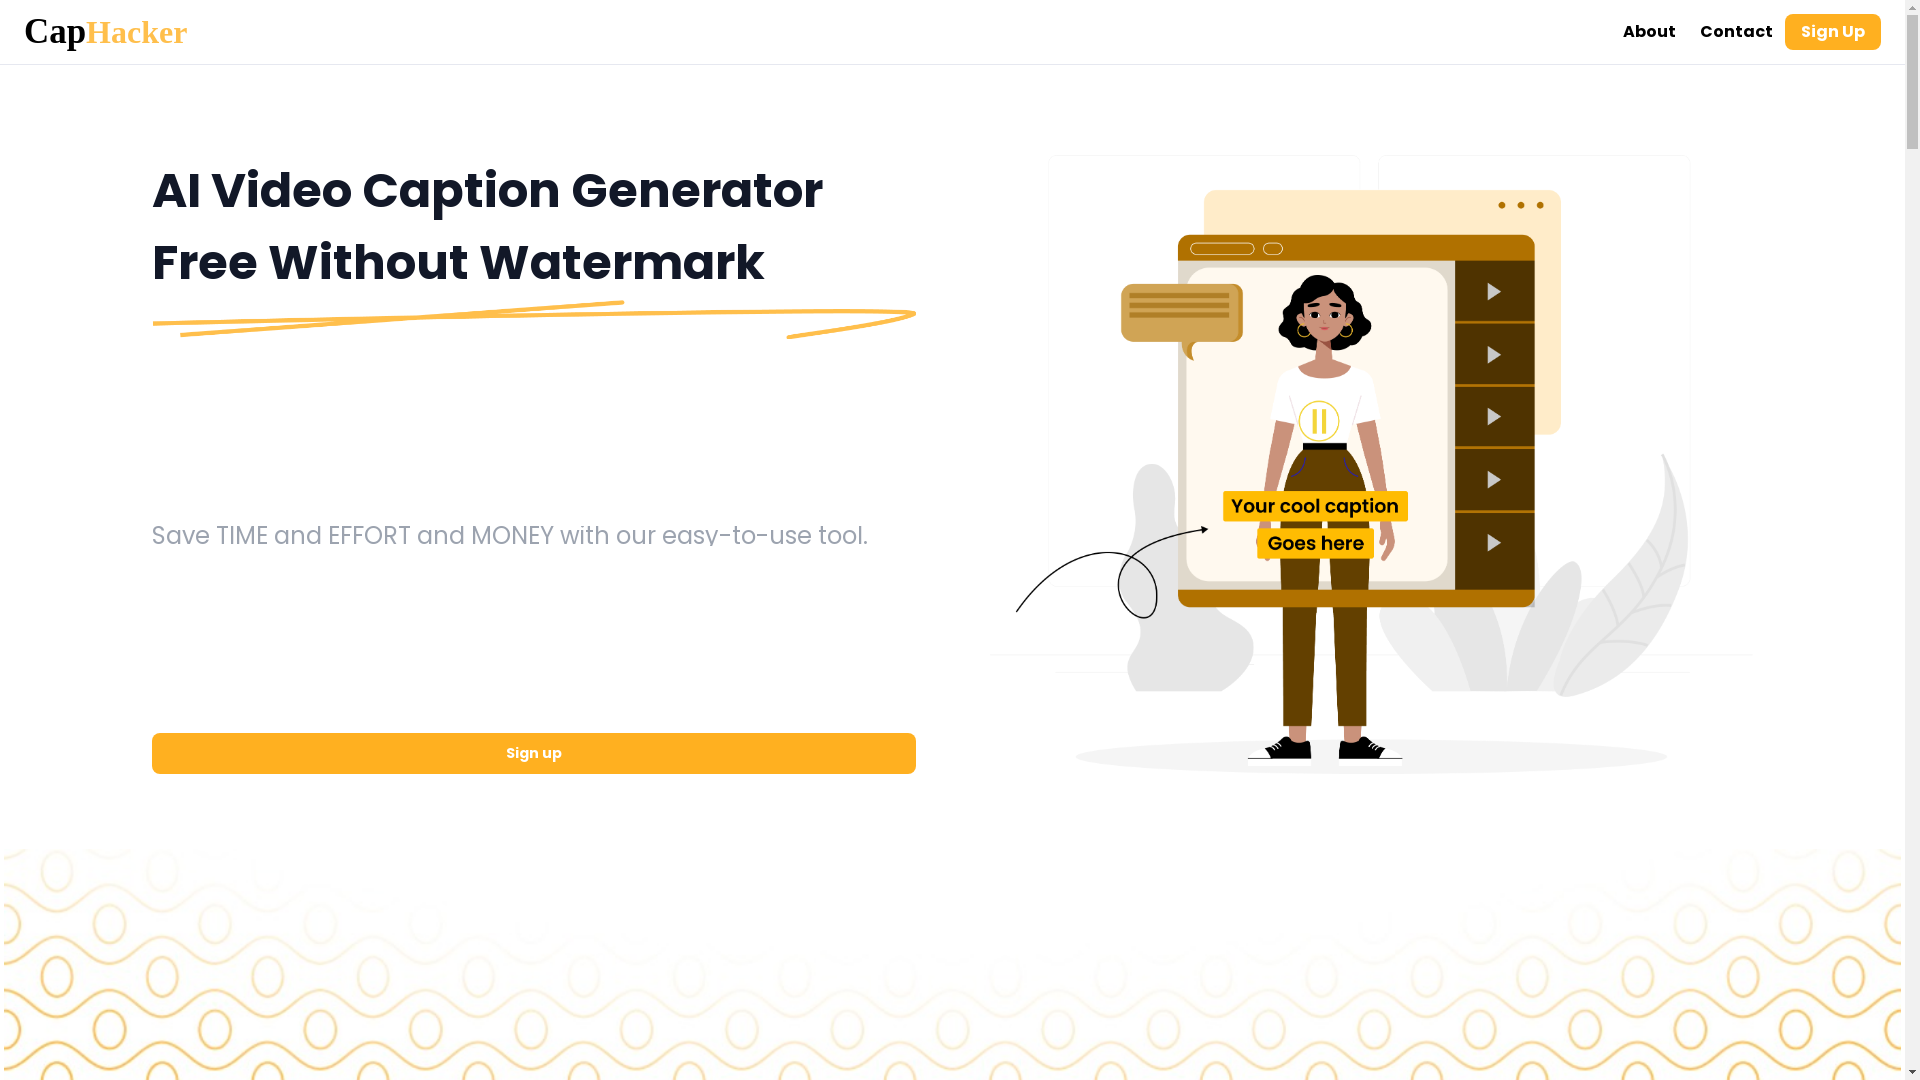 CapHacker
About
Contact
Sign Up
AI Video Caption Generator
Free Without Watermark
Save TIME and EFFORT and MONEY with our easy-to-use tool.
Your cool caption
Goes here
Sign up